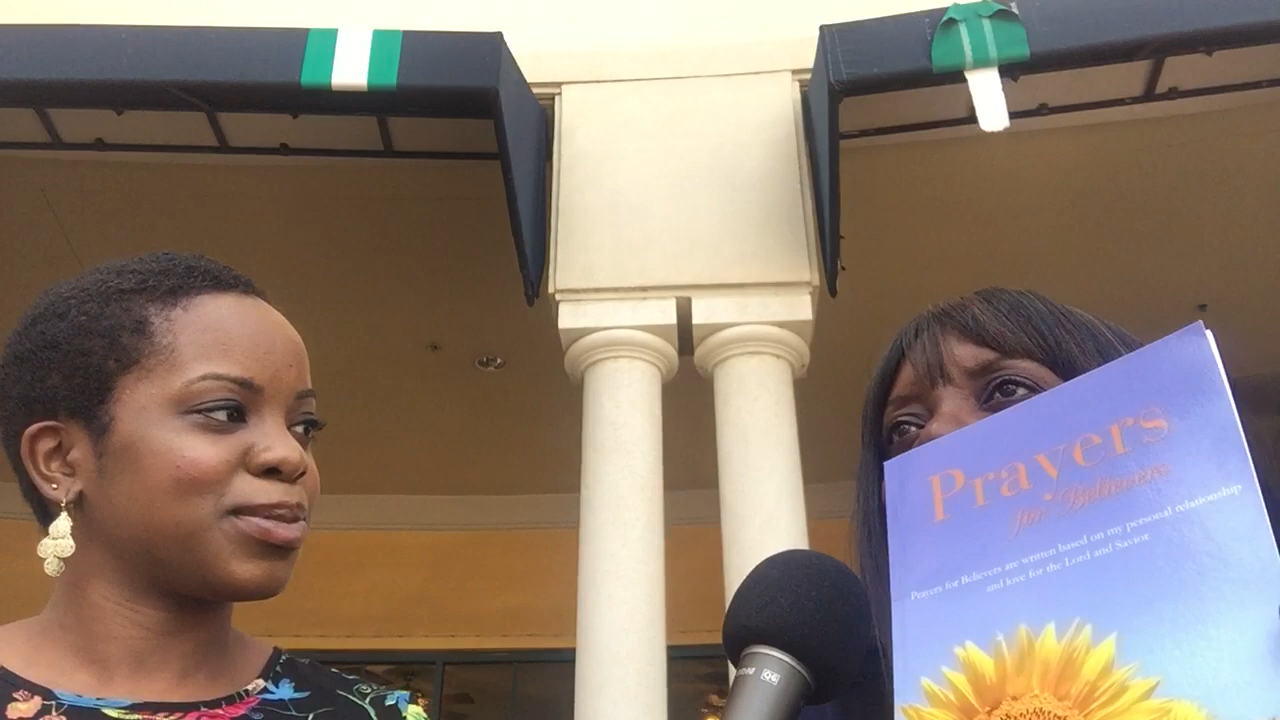 Prayers
for Believers
Prayers for Believers are written based on my personal relationship
and love for the Lord and Savior
Q6